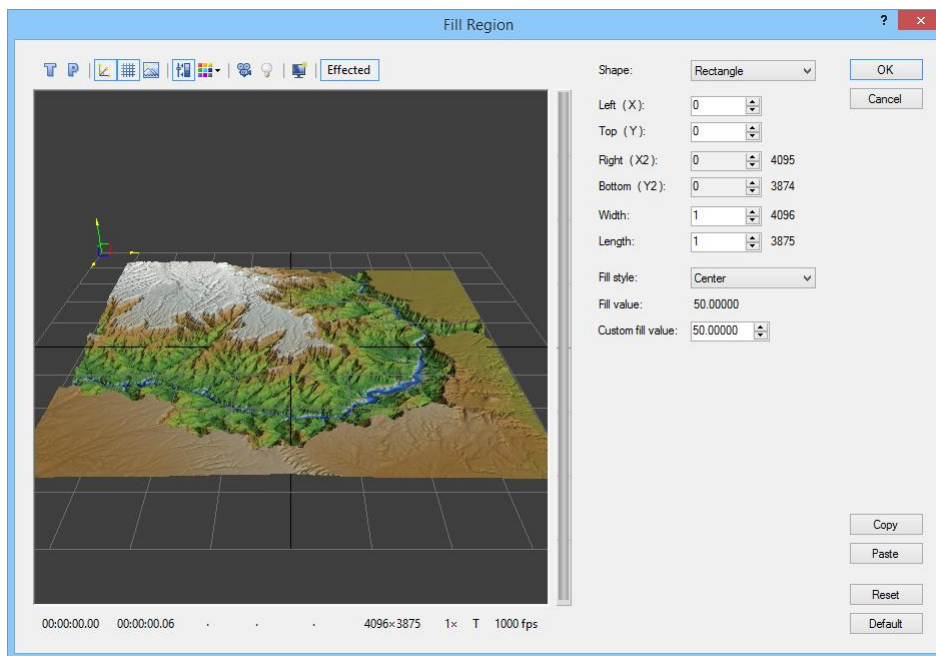 Fill Region
? ×
T P Effected
Shape: Rectangle OK
Left (X): 0 Cancel
Top (Y): 0
Right (X2): 0 4095
Bottom (Y2): 0 3874
Width: 1 4096
Length: 1 3875
Fill style: Center
Fill value: 50.00000
Custom fill value: 50.00000
Copy
Paste
Reset
Default
00:00:00.00 00:00:00.06 . . . 4096×3875 1× T 1000 fps